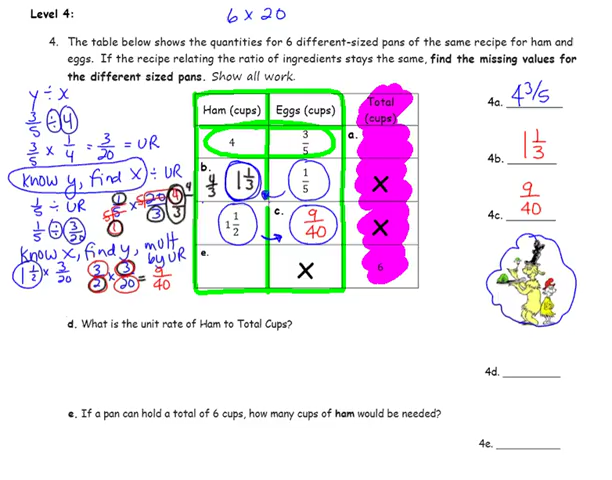 Level 4:
6 x 20
4. The table below shows the quantities for 6 different-sized pans of the same recipe for ham and
eggs. If the recipe relating the ratio of ingredients stays the same, find the missing values for
the different sized pans. Show all work.
y ÷ x
3/5 ÷ 4
3/5 x 1/4 = 3/20 = UR
know y, find x ÷ UR
1/5 ÷ UR
1/5 ÷ 3/20
know x, find y, mult
by UR
1 1/2 x 3/20
3/2 x 3/20 = 9/40
Ham (cups) Eggs (cups) Total
(cups)
4 3/5 a.
b. 4/3 1 1/3 1/5 X
1 1/2 c. 9/40 X
e. X 6
4a. 4 3/5
4b. 1 1/3
4c. 9/40
d. What is the unit rate of Ham to Total Cups?
4d.
e. If a pan can hold a total of 6 cups, how many cups of ham would be needed?
4e.